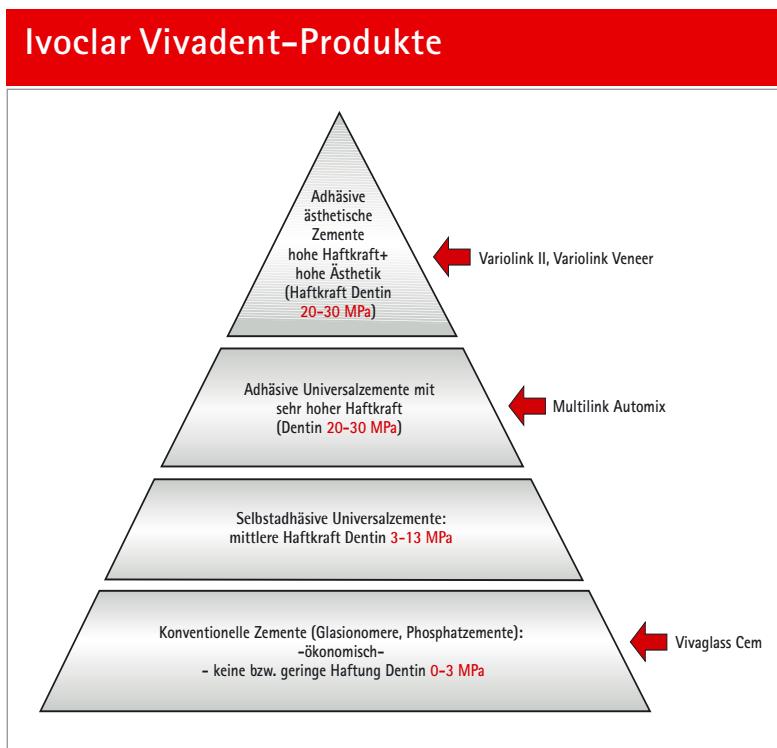 Ivoclar Vivadent-Produkte
Adhäsive
ästhetische
Zemente
hohe Haftkraft+
hohe Ästhetik
(Haftkraft Dentin
20-30 MPa)
Variolink II, Variolink Veneer
Adhäsive Universalzemente mit
sehr hoher Haftkraft
(Dentin 20-30 MPa)
Multilink Automix
Selbstadhäsive Universalzemente:
mittlere Haftkraft Dentin 3-13 MPa
Konventionelle Zemente (Glasionomere, Phosphatzemente):
-ökonomisch-
- keine bzw. geringe Haftung Dentin 0-3 MPa
Vivaglass Cem